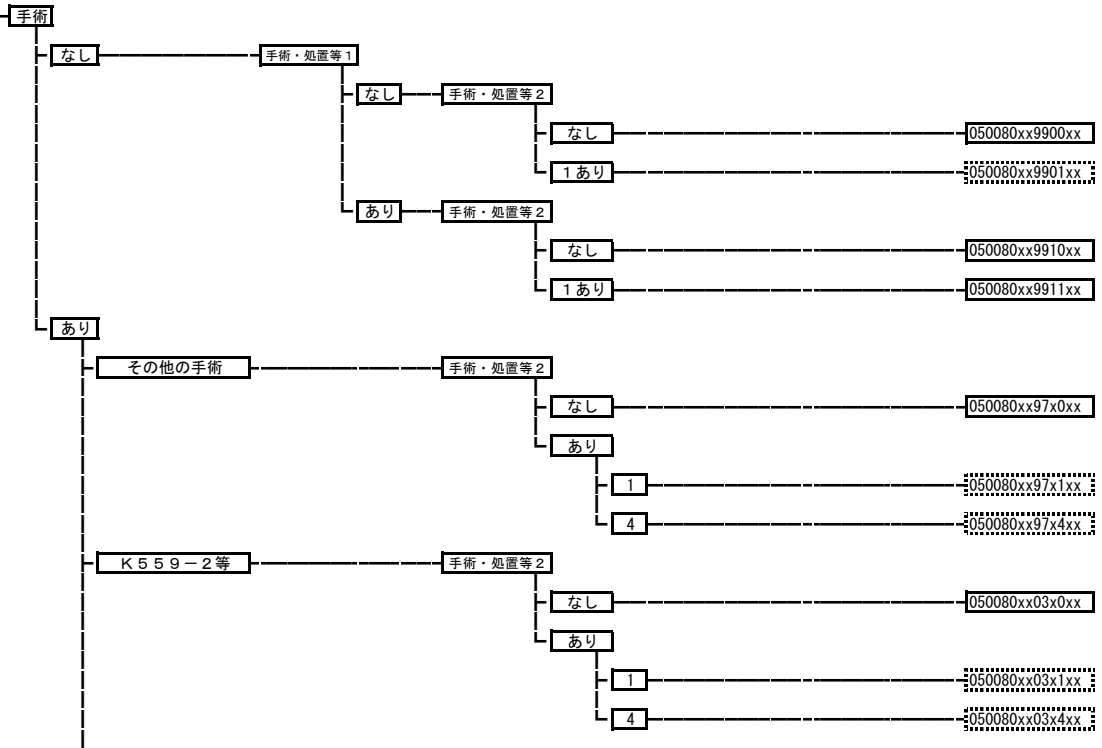 手術
なし 手術・処置等1
なし 手術・処置等2
なし 050080xx9900xx
1あり 050080xx9901xx
あり 手術・処置等2
なし 050080xx9910xx
1あり 050080xx9911xx
あり
その他の手術 手術・処置等2
なし 050080xx97x0xx
あり
1 050080xx97x1xx
4 050080xx97x4xx
K559-2等 手術・処置等2
なし 050080xx03x0xx
あり
1 050080xx03x1xx
4 050080xx03x4xx